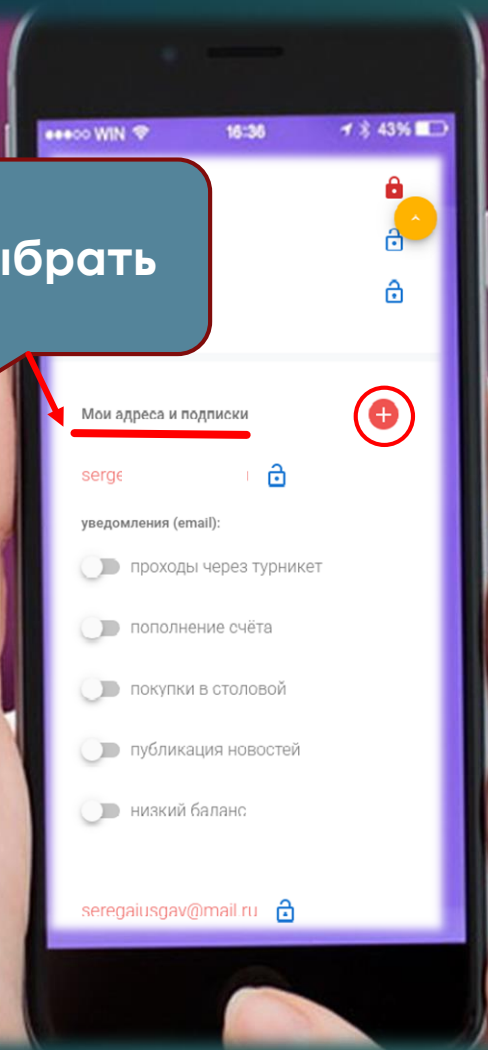 WIN 16:36 43%
ыбрать
Мои адреса и подписки
serge
уведомления (email):
проходы через турникет
пополнение счёта
покупки в столовой
публикация новостей
низкий баланс
seregaiusgav@mail ru